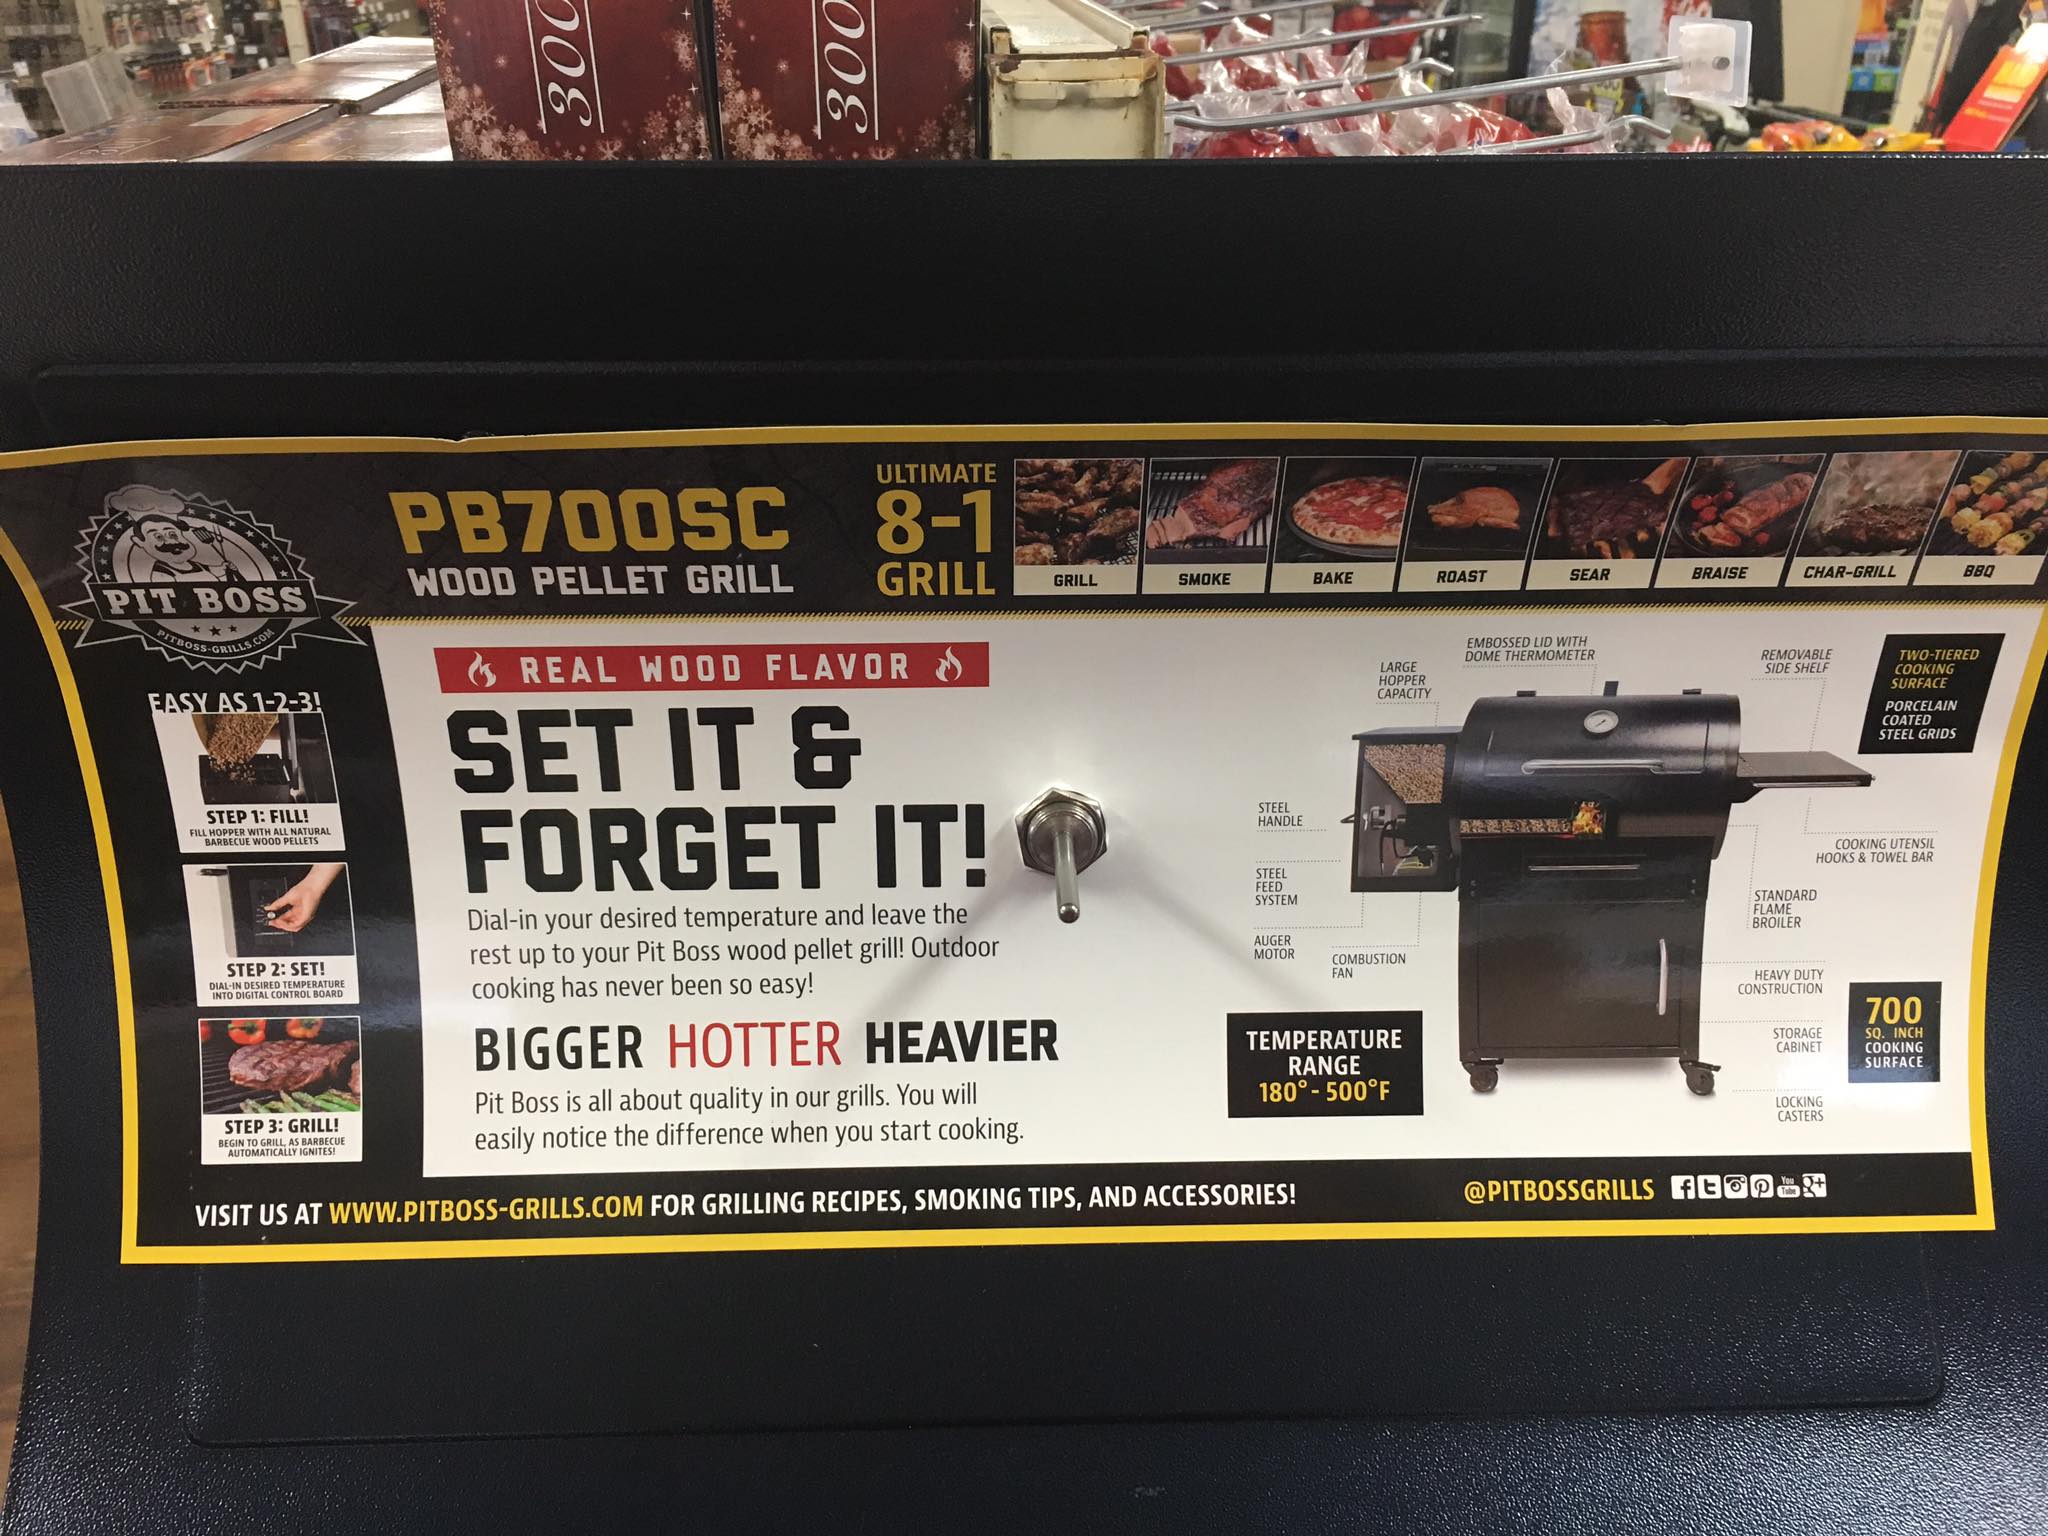 300
300
PIT BOSS
PITBOSS-GRILLS.COM
PB700SC
WOOD PELLET GRILL
ULTIMATE
8-1
GRILL
GRILL
SMOKE
BAKE
ROAST
SEAR
BRAISE
CHAR-GRILL
BBQ
EASY AS 1-2-3!
STEP 1: FILL!
FILL HOPPER WITH ALL NATURAL
BARBECUE WOOD PELLETS
STEP 2: SET!
DIAL-IN DESIRED TEMPERATURE
INTO DIGITAL CONTROL BOARD
STEP 3: GRILL!
BEGIN TO GRILL, AS BARBECUE
AUTOMATICALLY IGNITES!
REAL WOOD FLAVOR
SET IT &
FORGET IT!
Dial-in your desired temperature and leave the
rest up to your Pit Boss wood pellet grill! Outdoor
cooking has never been so easy!
BIGGER HOTTER HEAVIER
Pit Boss is all about quality in our grills. You will
easily notice the difference when you start cooking.
EMBOSSED LID WITH
DOME THERMOMETER
LARGE
HOPPER
CAPACITY
REMOVABLE
SIDE SHELF
TWO-TIERED
COOKING
SURFACE
PORCELAIN
COATED
STEEL GRIDS
STEEL
HANDLE
STEEL
FEED
SYSTEM
AUGER
MOTOR
COMBUSTION
FAN
COOKING UTENSIL
HOOKS & TOWEL BAR
STANDARD
FLAME
BROILER
HEAVY DUTY
CONSTRUCTION
STORAGE
CABINET
LOCKING
CASTERS
TEMPERATURE
RANGE
180°- 500°F
700
SQ. INCH
COOKING
SURFACE
VISIT US AT WWW.PITBOSS-GRILLS.COM FOR GRILLING RECIPES, SMOKING TIPS, AND ACCESSORIES!
@PITBOSSGRILLS
You
Tube
g+